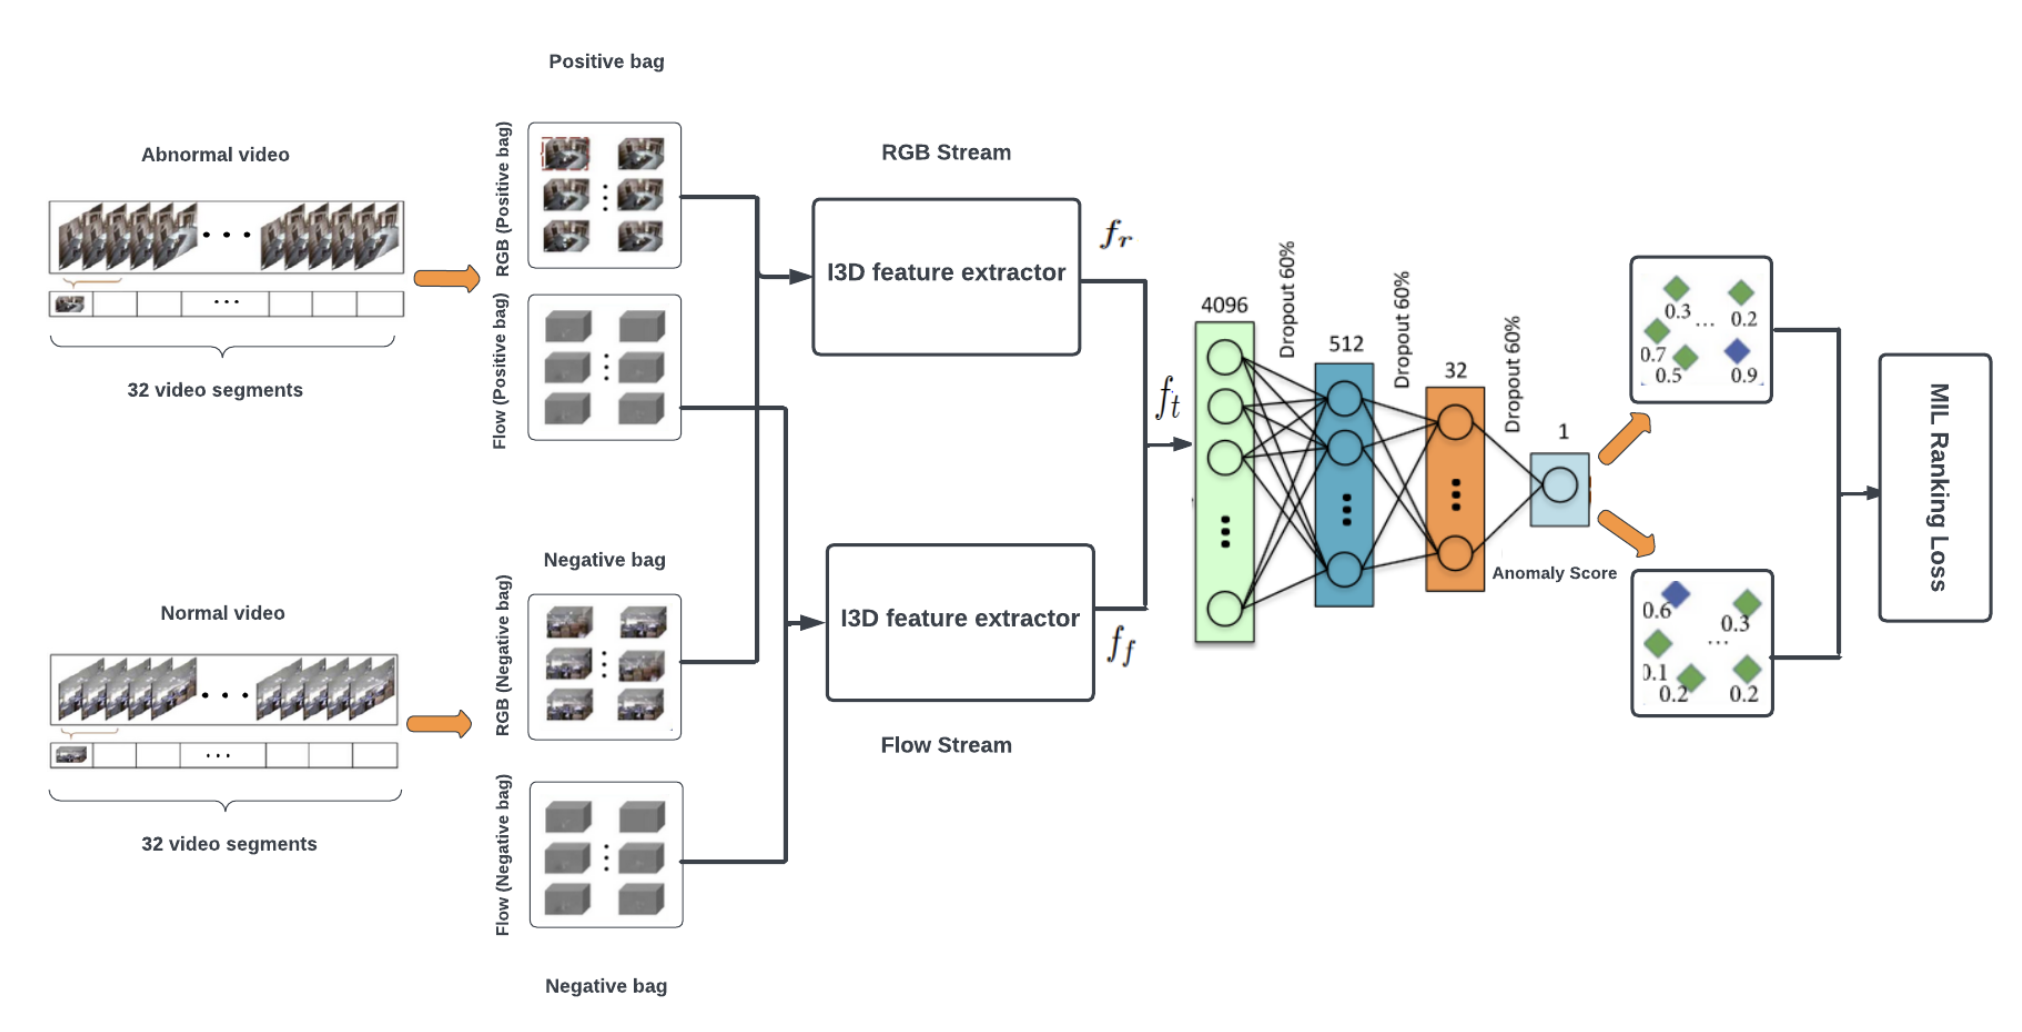 Positive bag
Abnormal video
RGB (Positive bag)
Flow (Positive bag)
32 video segments
Negative bag
Normal video
RGB (Negative bag)
Flow (Negative bag)
32 video segments
Negative bag
RGB Stream
I3D feature extractor
f_r
I3D feature extractor
f_f
Flow Stream
f_t
4096
Dropout 60%
512
Dropout 60%
32
Dropout 60%
1
Anomaly Score
0.3
...
0.2
0.7
0.5
0.9
0.6
0.3
...
0.1
0.2
0.2
MIL Ranking Loss